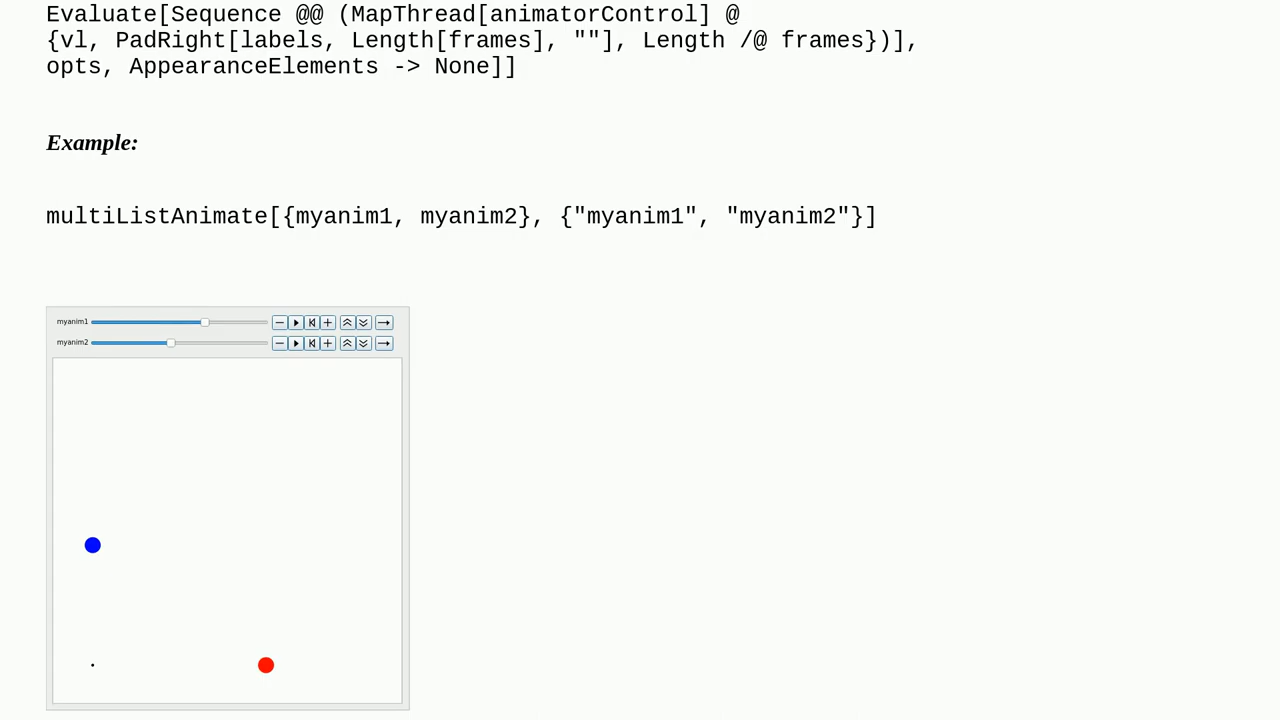 Evaluate[Sequence @@ (MapThread[animatorControl] @
{vl, PadRight[labels, Length[frames], ""], Length /@ frames})],
opts, AppearanceElements -> None]]
Example:
multiListAnimate[{myanim1, myanim2}, {"myanim1", "myanim2"}]
myanim1
myanim2